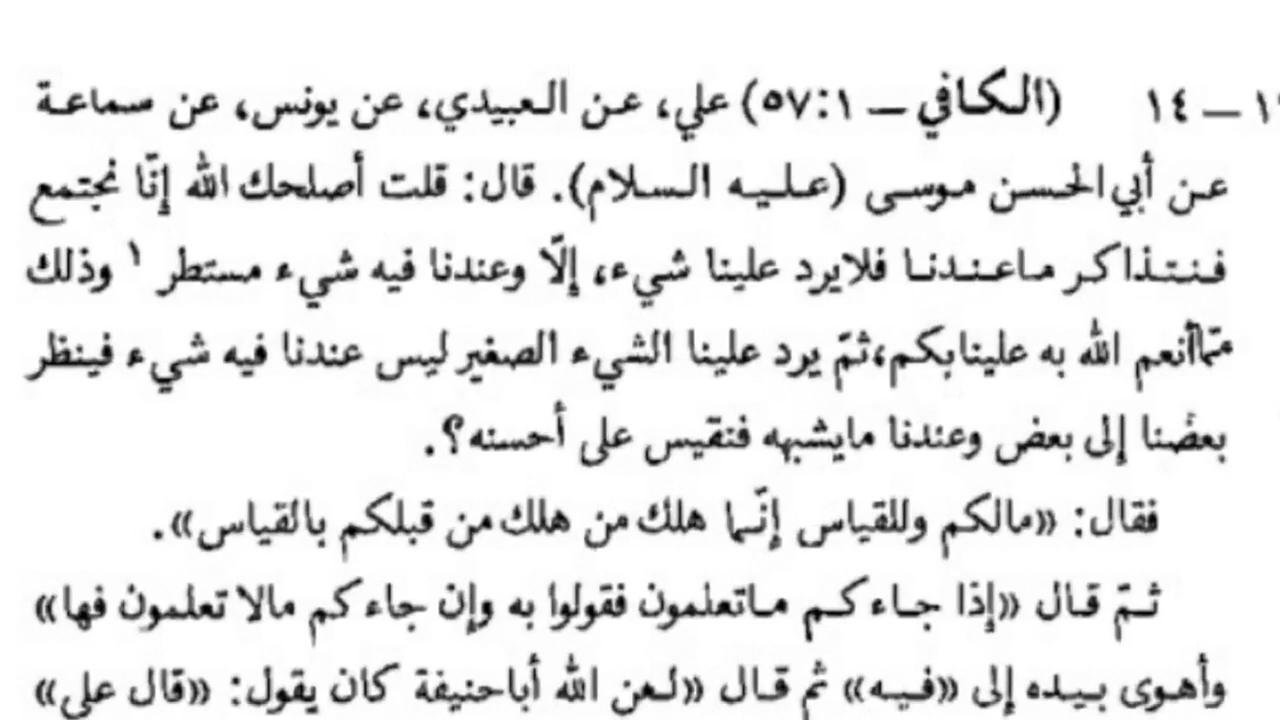 ١٤ – (الكافي – ١:٥٧) علي، عن العبيدي، عن يونس، عن سماعة
عن أبي الحسن موسى (عليه السلام). قال: قلت أصلحك الله إنّا نجتمع
فنتذاكر ماعندنا فلايرد علينا شيء، إلّا وعندنا فيه شيء مستطر ١ وذلك
ممّاأنعم الله به علينابكم،ثمّ يرد علينا الشيء الصغير ليس عندنا فيه شيء فينظر
بعضُنا إلى بعض وعندنا مايشبهه فنقيس على أحسنه؟.
فقال: «مالكم وللقياس إنّما هلك من هلك من قبلكم بالقياس».
ثمّ قال «إذا جاءكم ماتعلمون فقولوا به وإن جاءكم مالا تعلمون فها»
وأهوى بيده إلى «فيه» ثم قال «لعن الله أباحنيفة كان يقول: «قال علي»